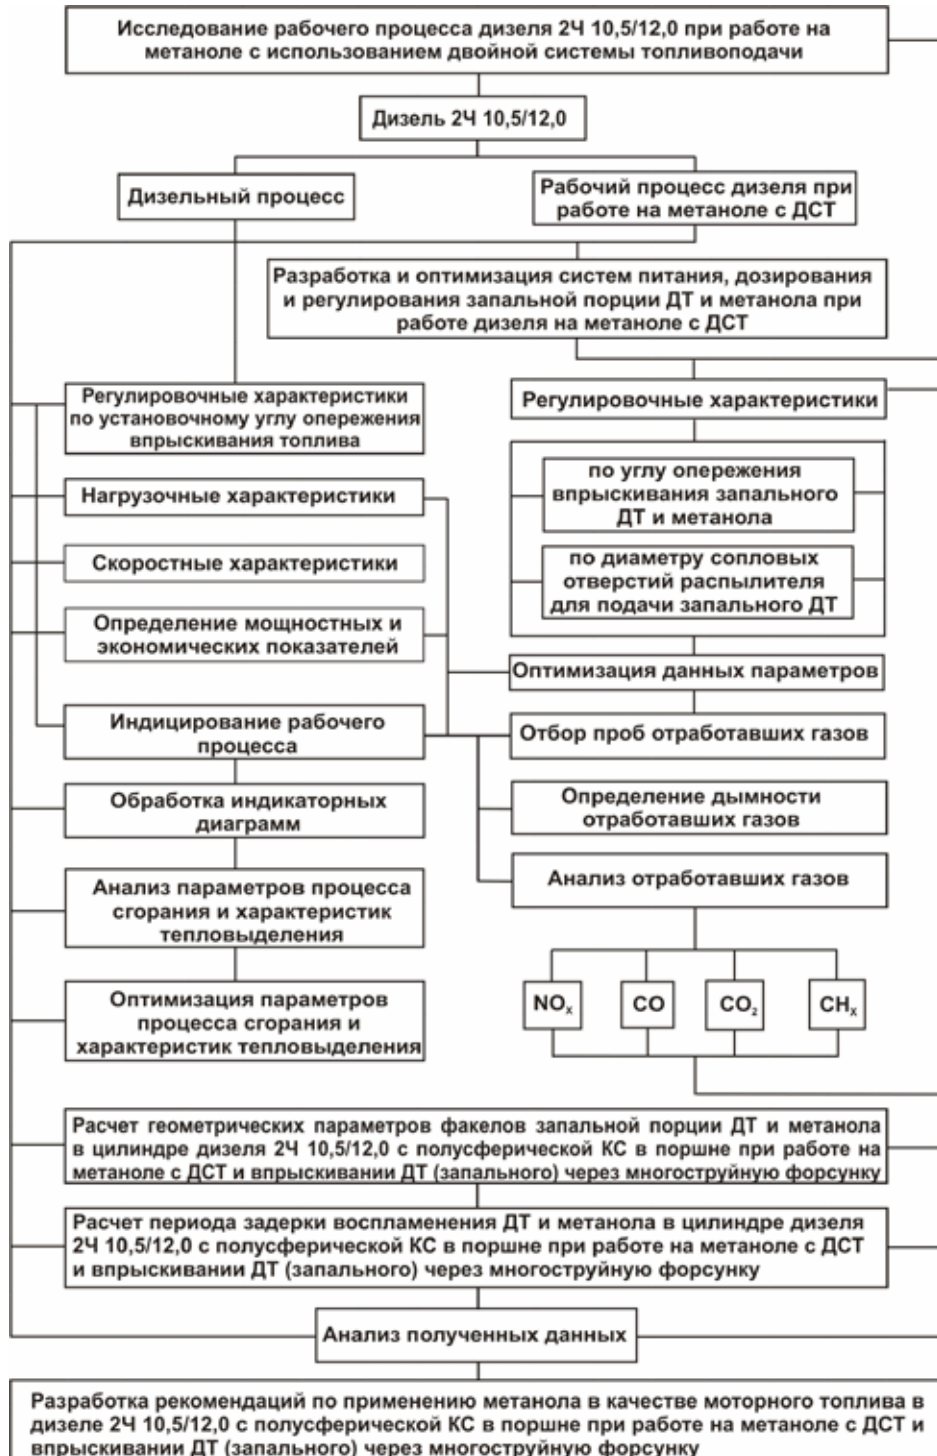 Исследование рабочего процесса дизеля 2Ч 10,5/12,0 при работе на
метаноле с использованием двойной системы топливоподачи
Дизель 2Ч 10,5/12,0
Дизельный процесс
Рабочий процесс дизеля при
работе на метаноле с ДСТ
Разработка и оптимизация систем питания, дозирования
и регулирования запальной порции ДТ и метанола при
работе дизеля на метаноле с ДСТ
Регулировочные характеристики
по установочному углу опережения
впрыскивания топлива
Нагрузочные характеристики
Скоростные характеристики
Определение мощностных и
экономических показателей
Индицирование рабочего
процесса
Обработка индикаторных
диаграмм
Анализ параметров процесса
сгорания и характеристик
тепловыделения
Оптимизация параметров
процесса сгорания и
характеристик тепловыделения
Регулировочные характеристики
по углу опережения
впрыскивания запального
ДТ и метанола
по диаметру сопловых
отверстий распылителя
для подачи запального ДТ
Оптимизация данных параметров
Отбор проб отработавших газов
Определение дымности
отработавших газов
Анализ отработавших газов
NOₓ CO CO₂ CHₓ
Расчет геометрических параметров факелов запальной порции ДТ и метанола
в цилиндре дизеля 2Ч 10,5/12,0 с полусферической КС в поршне при работе на
метаноле с ДСТ и впрыскивании ДТ (запального) через многоструйную форсунку
Расчет периода задерки воспламенения ДТ и метанола в цилиндре дизеля
2Ч 10,5/12,0 с полусферической КС в поршне при работе на метаноле с ДСТ
и впрыскивании ДТ (запального) через многоструйную форсунку
Анализ полученных данных
Разработка рекомендаций по применению метанола в качестве моторного топлива в
дизеле 2Ч 10,5/12,0 с полусферической КС в поршне при работе на метаноле с ДСТ и
впрыскивании ДТ (запального) через многоструйную форсунку